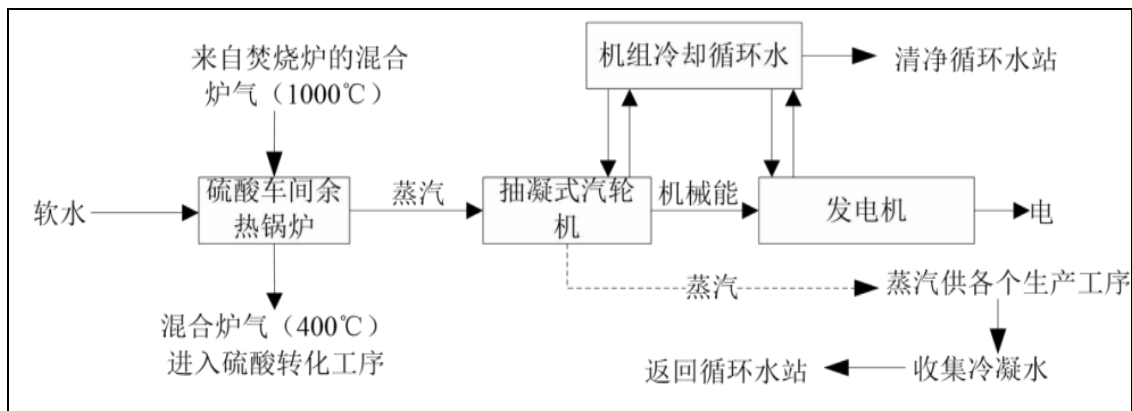 来自焚烧炉的混合
炉气（1000℃）
机组冷却循环水
清净循环水站
软水
硫酸车间余
热锅炉
蒸汽
抽凝式汽轮
机
机械能
发电机
电
蒸汽
蒸汽供各个生产工序
混合炉气（400℃）
进入硫酸转化工序
返回循环水站
收集冷凝水